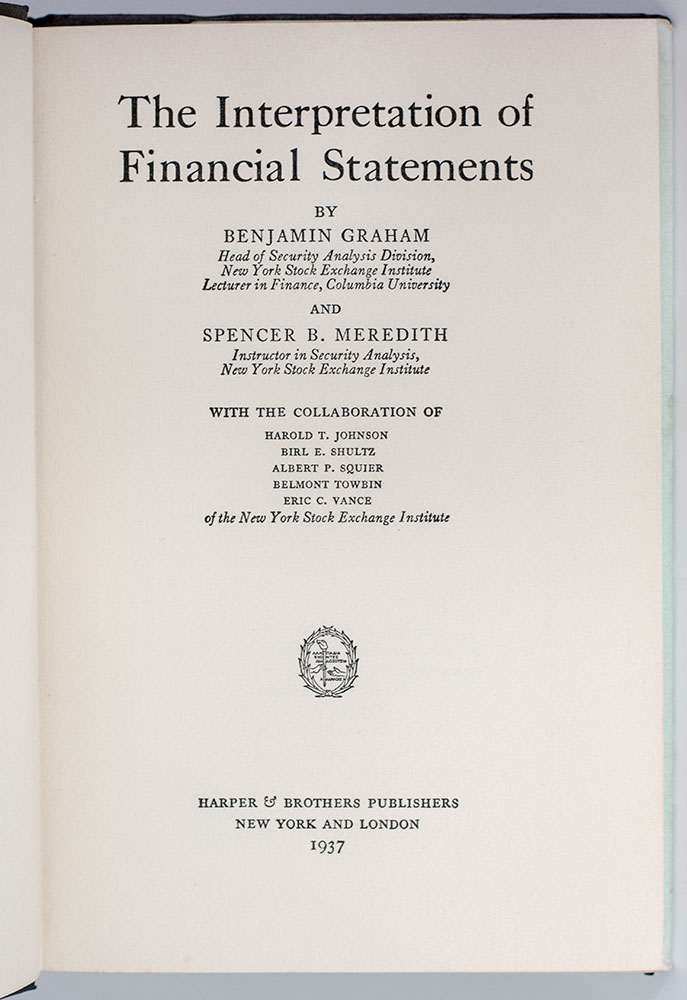 The Interpretation of
Financial Statements
BY
BENJAMIN GRAHAM
Head of Security Analysis Division,
New York Stock Exchange Institute
Lecturer in Finance, Columbia University
AND
SPENCER B. MEREDITH
Instructor in Security Analysis,
New York Stock Exchange Institute
WITH THE COLLABORATION OF
HAROLD T. JOHNSON
BIRL E. SHULTZ
ALBERT P. SQUIER
BELMONT TOWBIN
ERIC C. VANCE
of the New York Stock Exchange Institute
HARPER & BROTHERS PUBLISHERS
NEW YORK AND LONDON
1937